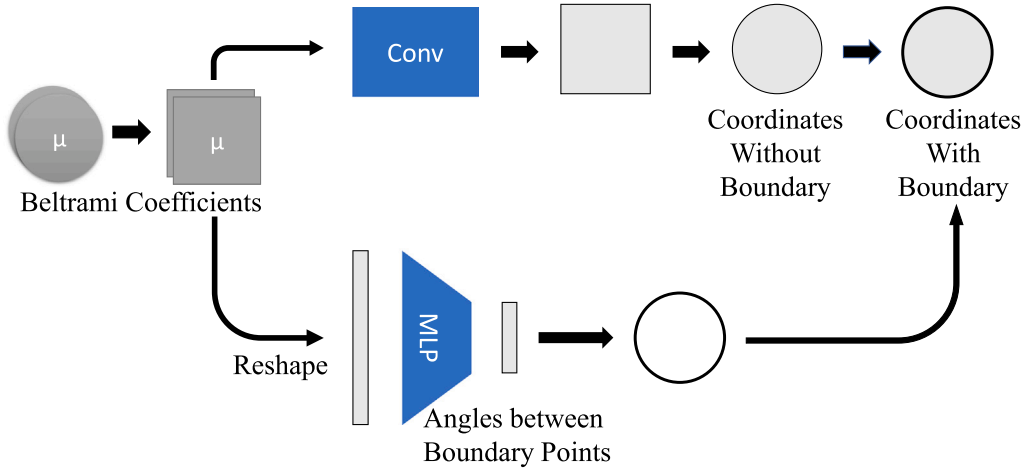 Conv
μ
μ
Beltrami Coefficients
Coordinates
Without
Boundary
Coordinates
With
Boundary
Reshape
MLP
Angles between
Boundary Points